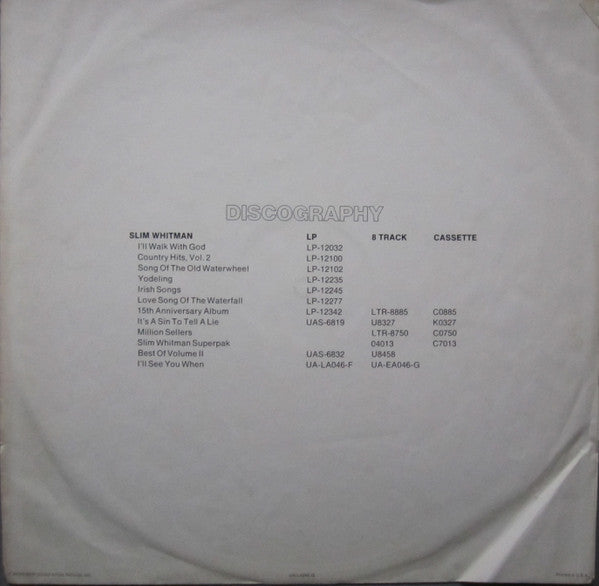 DISCOGRAPHY
SLIM WHITMAN LP 8 TRACK CASSETTE
I'll Walk With God LP-12032
Country Hits, Vol. 2 LP-12100
Song Of The Old Waterwheel LP-12102
Yodeling LP-12235
Irish Songs LP-12245
Love Song Of The Waterfall LP-12277
15th Anniversary Album LP-12342 LTR-8885 C0885
It's A Sin To Tell A Lie UAS-6819 U8327 K0327
Million Sellers LTR-8750 C0750
Slim Whitman Superpak 04013 C7013
Best Of Volume II UAS-6832 U8458
I'll See You When UA-LA046-F UA-EA046-G
Printed in U.S.A.